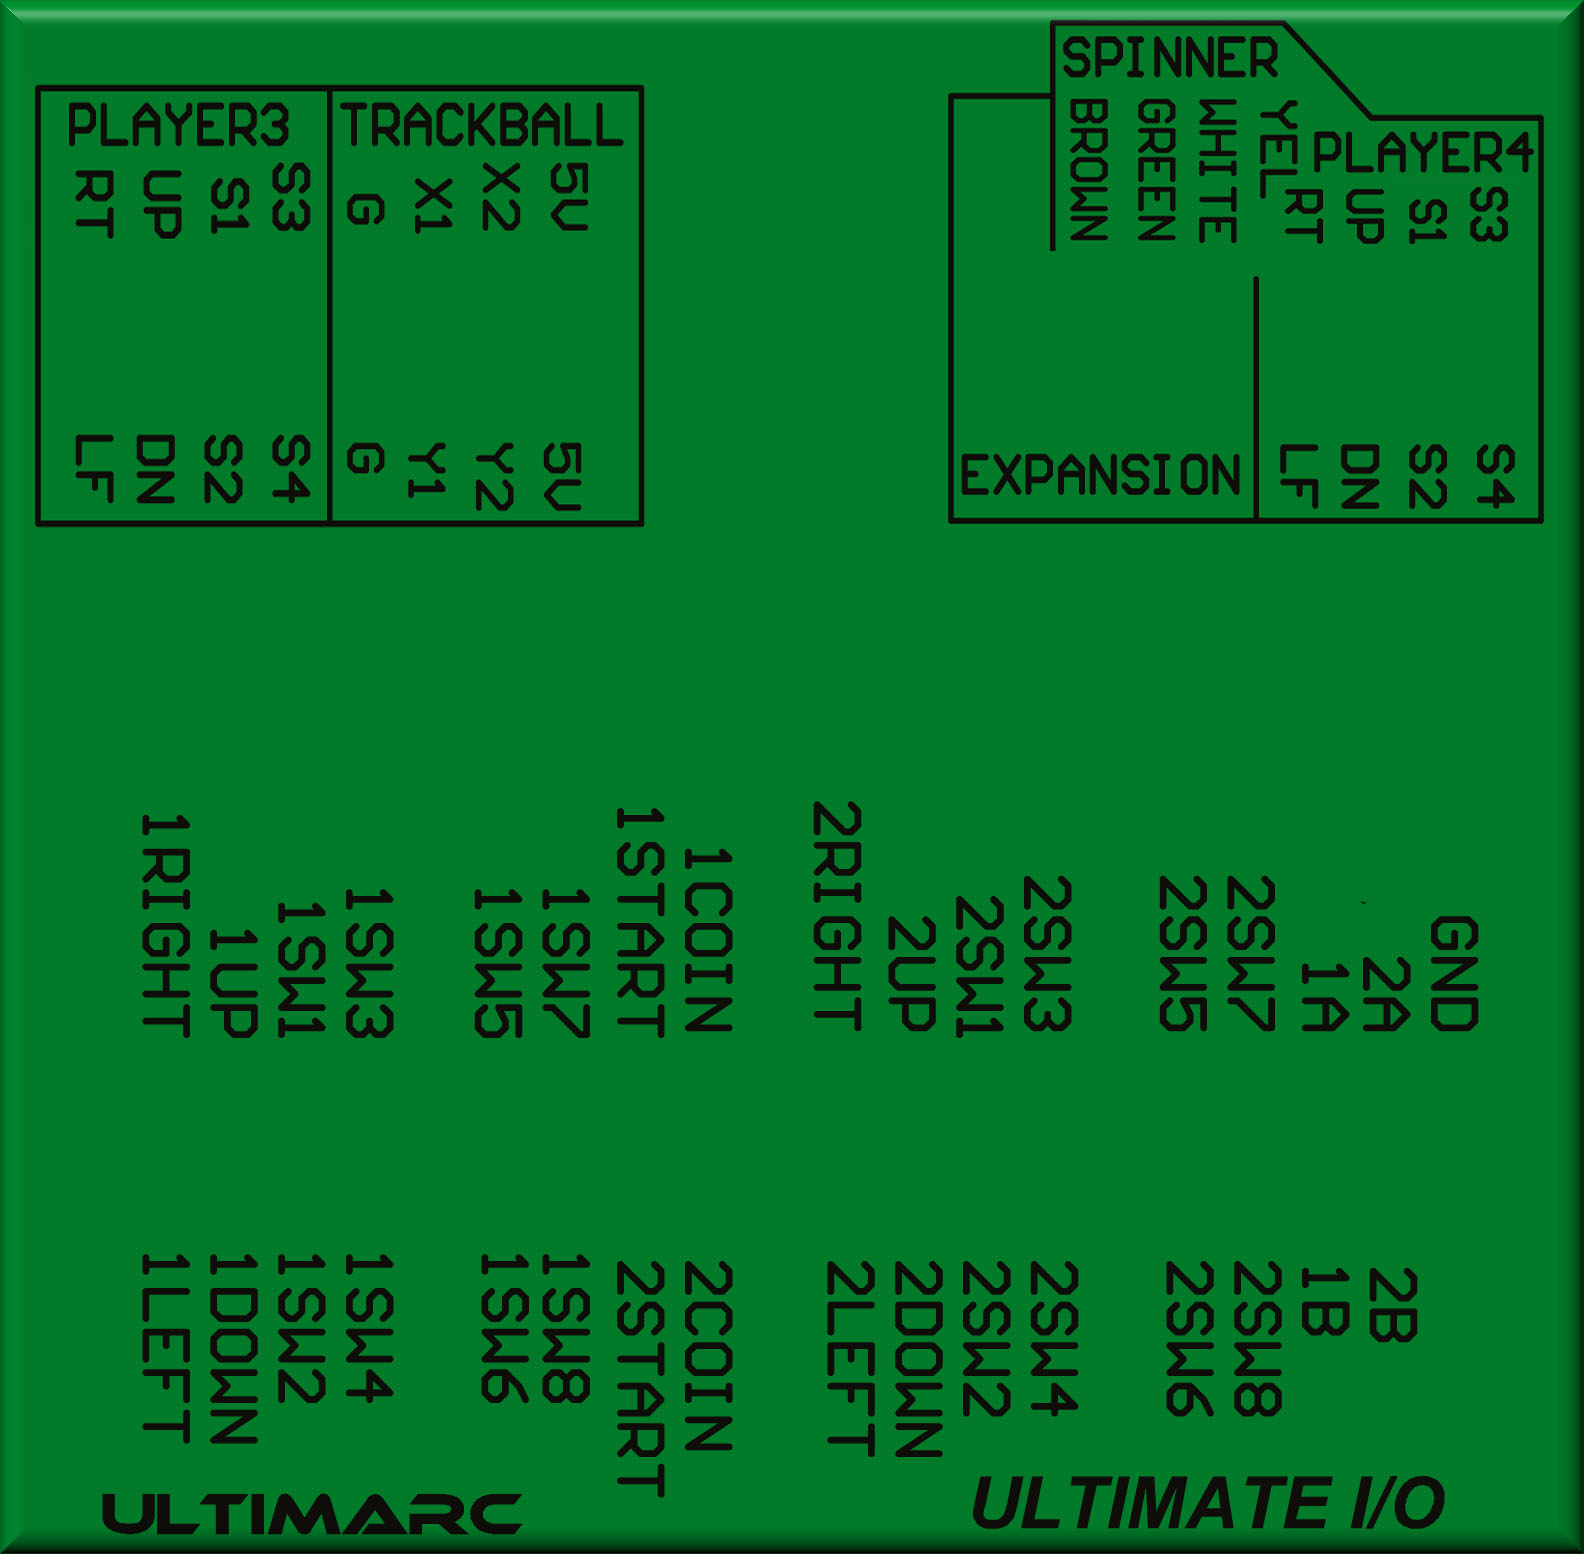 SPINNER
BROWN GREEN WHITE YEL
PLAYER3 TRACKBALL PLAYER4
RT UP S1 S3 G X1 X2 5V RT UP S1 S3
LF DN S2 S4 G Y1 Y2 5V EXPANSION LF DN S2 S4
1RIGHT 1UP 1SW1 1SW3 1SW5 1SW7 1START 1COIN 2RIGHT 2UP 2SW1 2SW3 2SW5 2SW7 1A 2A GND
1LEFT 1DOWN 1SW2 1SW4 1SW6 1SW8 2START 2COIN 2LEFT 2DOWN 2SW2 2SW4 2SW6 2SW8 1B 2B
ULTIMARC ULTIMATE I/O